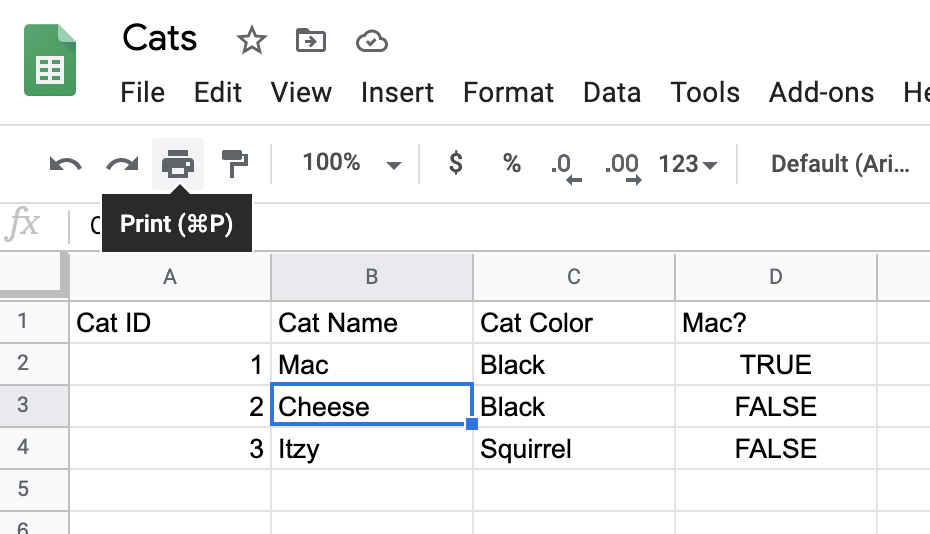 Cats
File Edit View Insert Format Data Tools Add-ons He
100% $ % .0 .00 123 Default (Ari...
Print (⌘P)
fx C
A B C D
1 Cat ID Cat Name Cat Color Mac?
2 1 Mac Black TRUE
3 2 Cheese Black FALSE
4 3 Itzy Squirrel FALSE
5
6